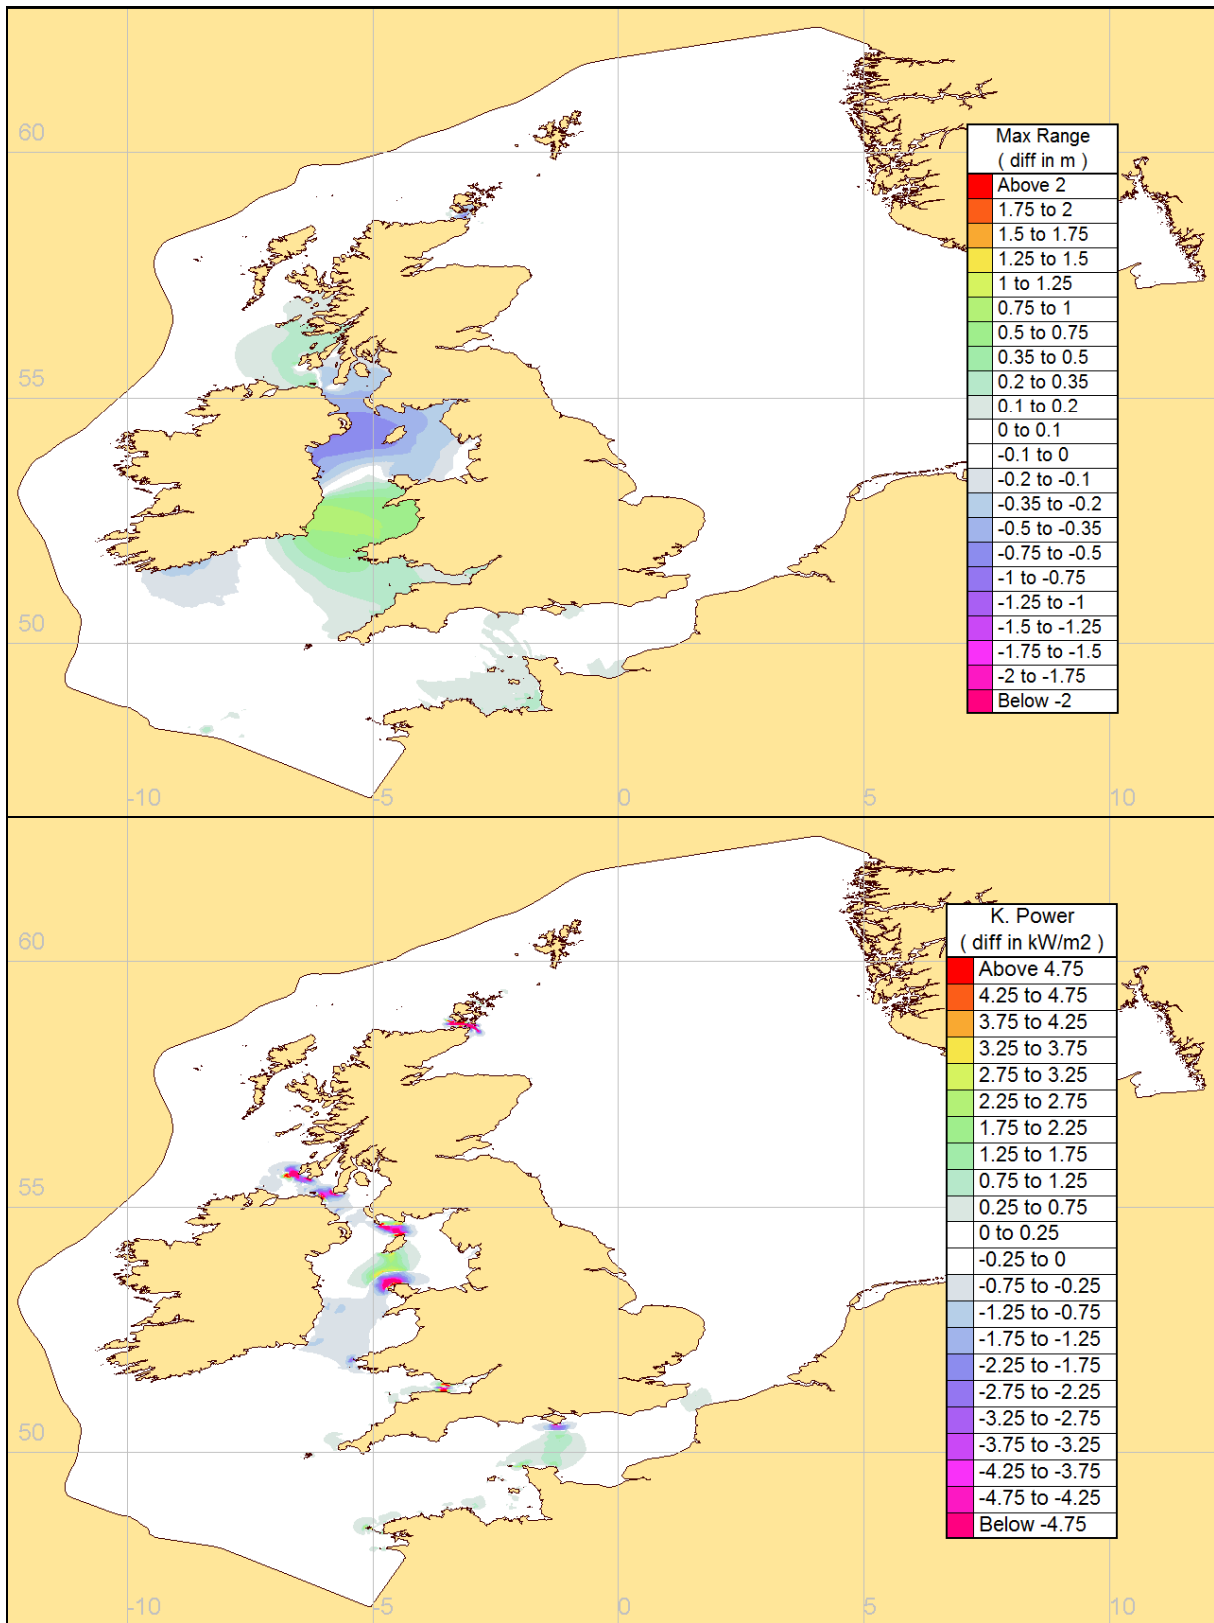 60
55
50
-10
-5
0
5
10
Max Range
( diff in m )
Above 2
1.75 to 2
1.5 to 1.75
1.25 to 1.5
1 to 1.25
0.75 to 1
0.5 to 0.75
0.35 to 0.5
0.2 to 0.35
0.1 to 0.2
0 to 0.1
-0.1 to 0
-0.2 to -0.1
-0.35 to -0.2
-0.5 to -0.35
-0.75 to -0.5
-1 to -0.75
-1.25 to -1
-1.5 to -1.25
-1.75 to -1.5
-2 to -1.75
Below -2
60
55
50
-10
-5
0
5
10
K. Power
( diff in kW/m2 )
Above 4.75
4.25 to 4.75
3.75 to 4.25
3.25 to 3.75
2.75 to 3.25
2.25 to 2.75
1.75 to 2.25
1.25 to 1.75
0.75 to 1.25
0.25 to 0.75
0 to 0.25
-0.25 to 0
-0.75 to -0.25
-1.25 to -0.75
-1.75 to -1.25
-2.25 to -1.75
-2.75 to -2.25
-3.25 to -2.75
-3.75 to -3.25
-4.25 to -3.75
-4.75 to -4.25
Below -4.75